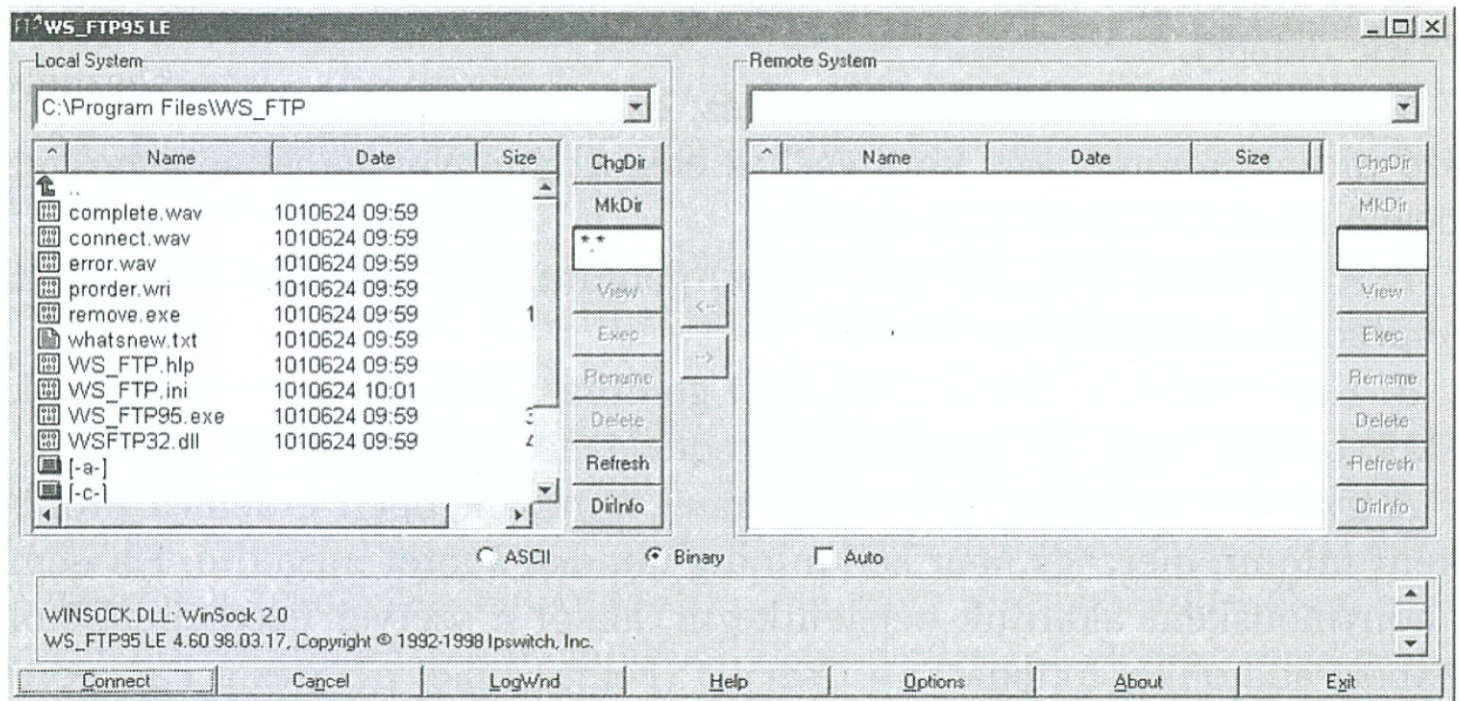 WS_FTP95 LE
Local System
Remote System
C:\Program Files\WS_FTP
^ Name Date Size
^ Name Date Size
..
complete.wav 1010624 09:59
connect.wav 1010624 09:59
error.wav 1010624 09:59
prorder.wri 1010624 09:59
remove.exe 1010624 09:59 1
whatsnew.txt 1010624 09:59
WS_FTP.hlp 1010624 09:59
WS_FTP.ini 1010624 10:01
WS_FTP95.exe 1010624 09:59
WSFTP32.dll 1010624 09:59
[-a-]
[-c-]
ChgDir
MkDir
*.*
View
Exec
Rename
Delete
Refresh
DirInfo
<--
-->
ChgDir
MkDir
View
Exec
Rename
Delete
Refresh
DirInfo
ASCII Binary Auto
WINSOCK.DLL: WinSock 2.0
WS_FTP95 LE 4.60 98.03.17, Copyright © 1992-1998 Ipswitch, Inc.
Connect Cancel LogWnd Help Options About Exit